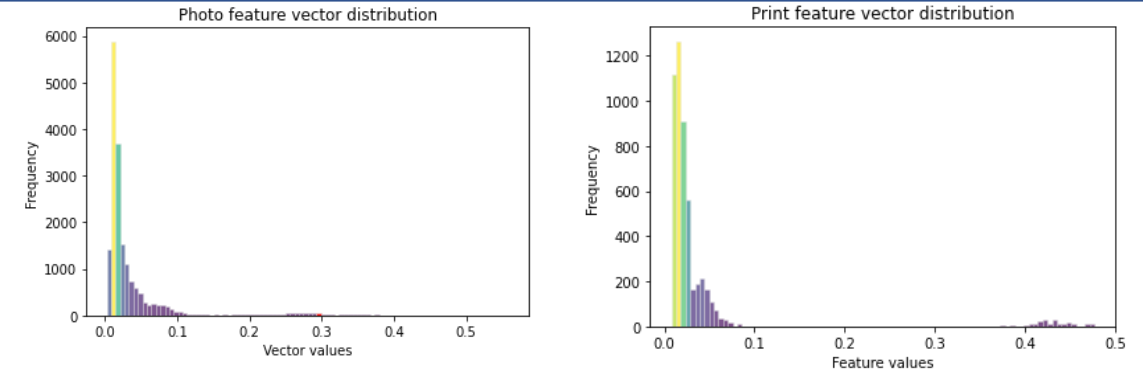 Photo feature vector distribution
6000
5000
4000
3000
2000
1000
0
Frequency
0.0 0.1 0.2 0.3 0.4 0.5
Vector values
Print feature vector distribution
1200
1000
800
600
400
200
0
Frequency
0.0 0.1 0.2 0.3 0.4 0.5
Feature values